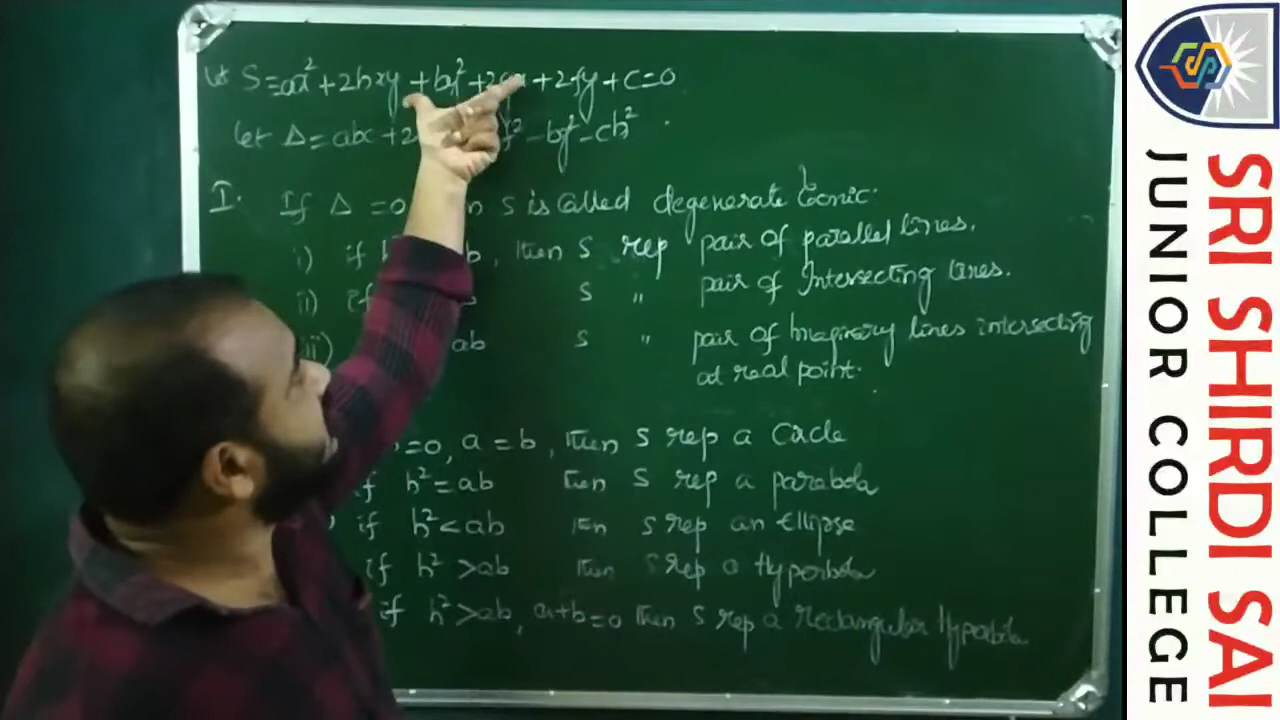 let S=ax²+2hxy+by²+2gx+2fy+c=0
let Δ=abc+2 f²-bg²-ch²
I. If Δ=0 then S is called degenerate Conic.
i) if h ab, then S rep pair of parallel lines.
ii) if S " pair of Intersecting lines.
iii) ab S " pair of Imaginary lines intersecting
at real point.
=0, a=b, then S rep a Circle
if h²=ab then S rep a parabola
if h²<ab then S rep an Ellipse
if h²>ab then S rep a Hyperbola
if h²>ab, a+b=0 then S rep a rectangular Hyperbola
SRI SHIRDI SAI
JUNIOR COLLEGE